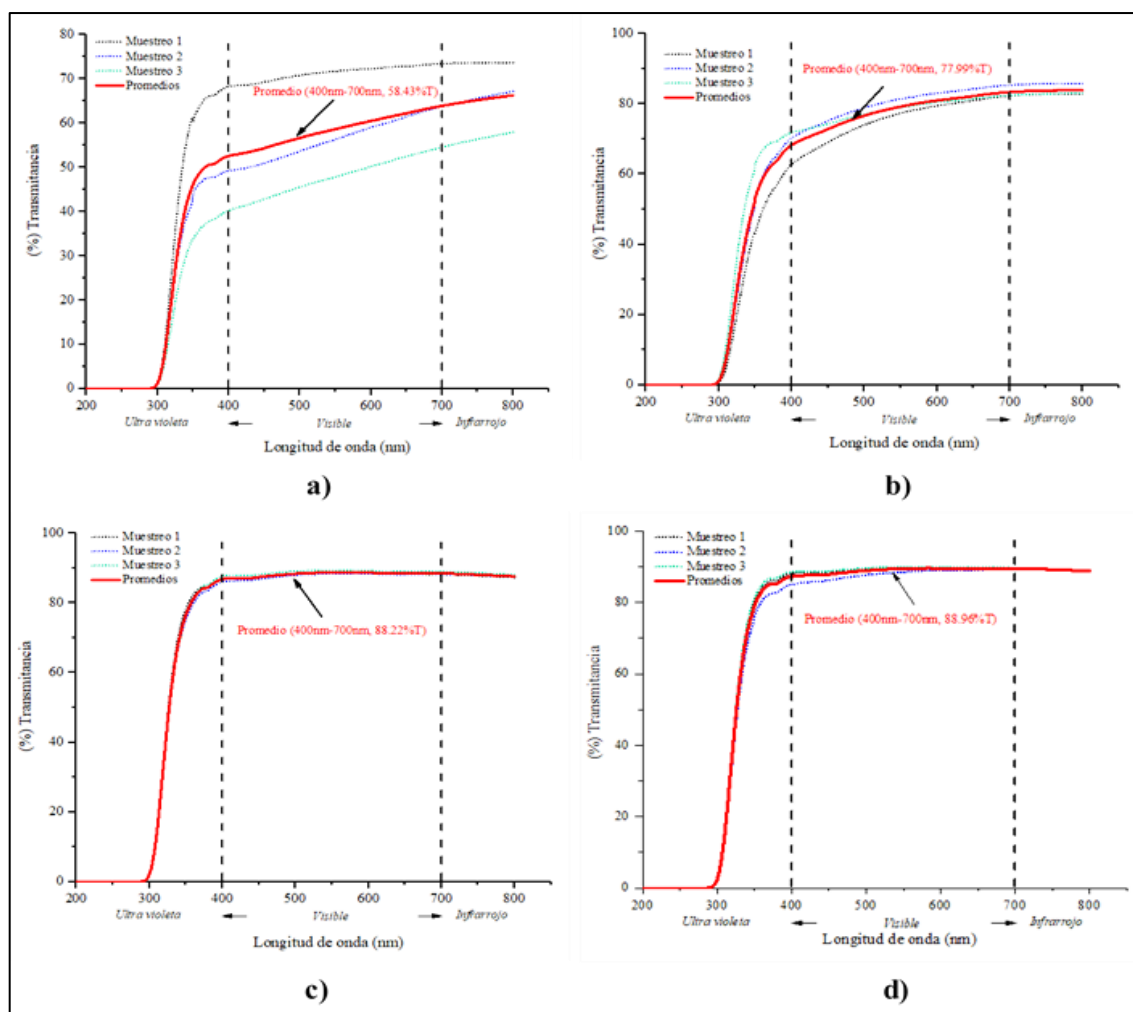 80
70
60
50
40
30
20
10
0
(%) Transmitancia
Muestreo 1
Muestreo 2
Muestreo 3
Promedios
Promedio (400nm-700nm, 58.43%T)
200 300 400 500 600 700 800
Ultra violeta Visible Infrarrojo
Longitud de onda (nm)
a)
100
80
60
40
20
0
(%) Transmitancia
Muestreo 1
Muestreo 2
Muestreo 3
Promedios
Promedio (400nm-700nm, 77.99%T)
200 300 400 500 600 700 800
Ultra violeta Visible Infrarrojo
Longitud de onda (nm)
b)
100
80
60
40
20
0
(%) Transmitancia
Muestreo 1
Muestreo 2
Muestreo 3
Promedios
Promedio (400nm-700nm, 88.22%T)
200 300 400 500 600 700 800
Ultra violeta Visible Infrarrojo
Longitud de onda (nm)
c)
100
80
60
40
20
0
(%) Transmitancia
Muestreo 1
Muestreo 2
Muestreo 3
Promedios
Promedio (400nm-700nm, 88.96%T)
200 300 400 500 600 700 800
Ultra violeta Visible Infrarrojo
Longitud de onda (nm)
d)